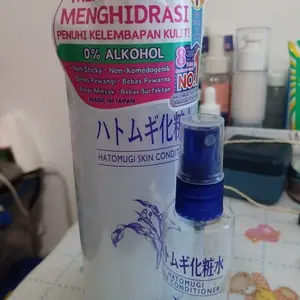 MENGHIDRASI
PENUHI KELEMBAPAN KULIT
0% ALKOHOL
Non-Sticky • Non-Komedogenik
Bebas Pewangi • Bebas Pewarna
Bebas Minyak • Bebas Surfaktan
MADE IN JAPAN
NO.1
ハトムギ化粧
HATOMUGI SKIN CONDITI
ムギ化粧水
HATOMUGI
CONDITIONER